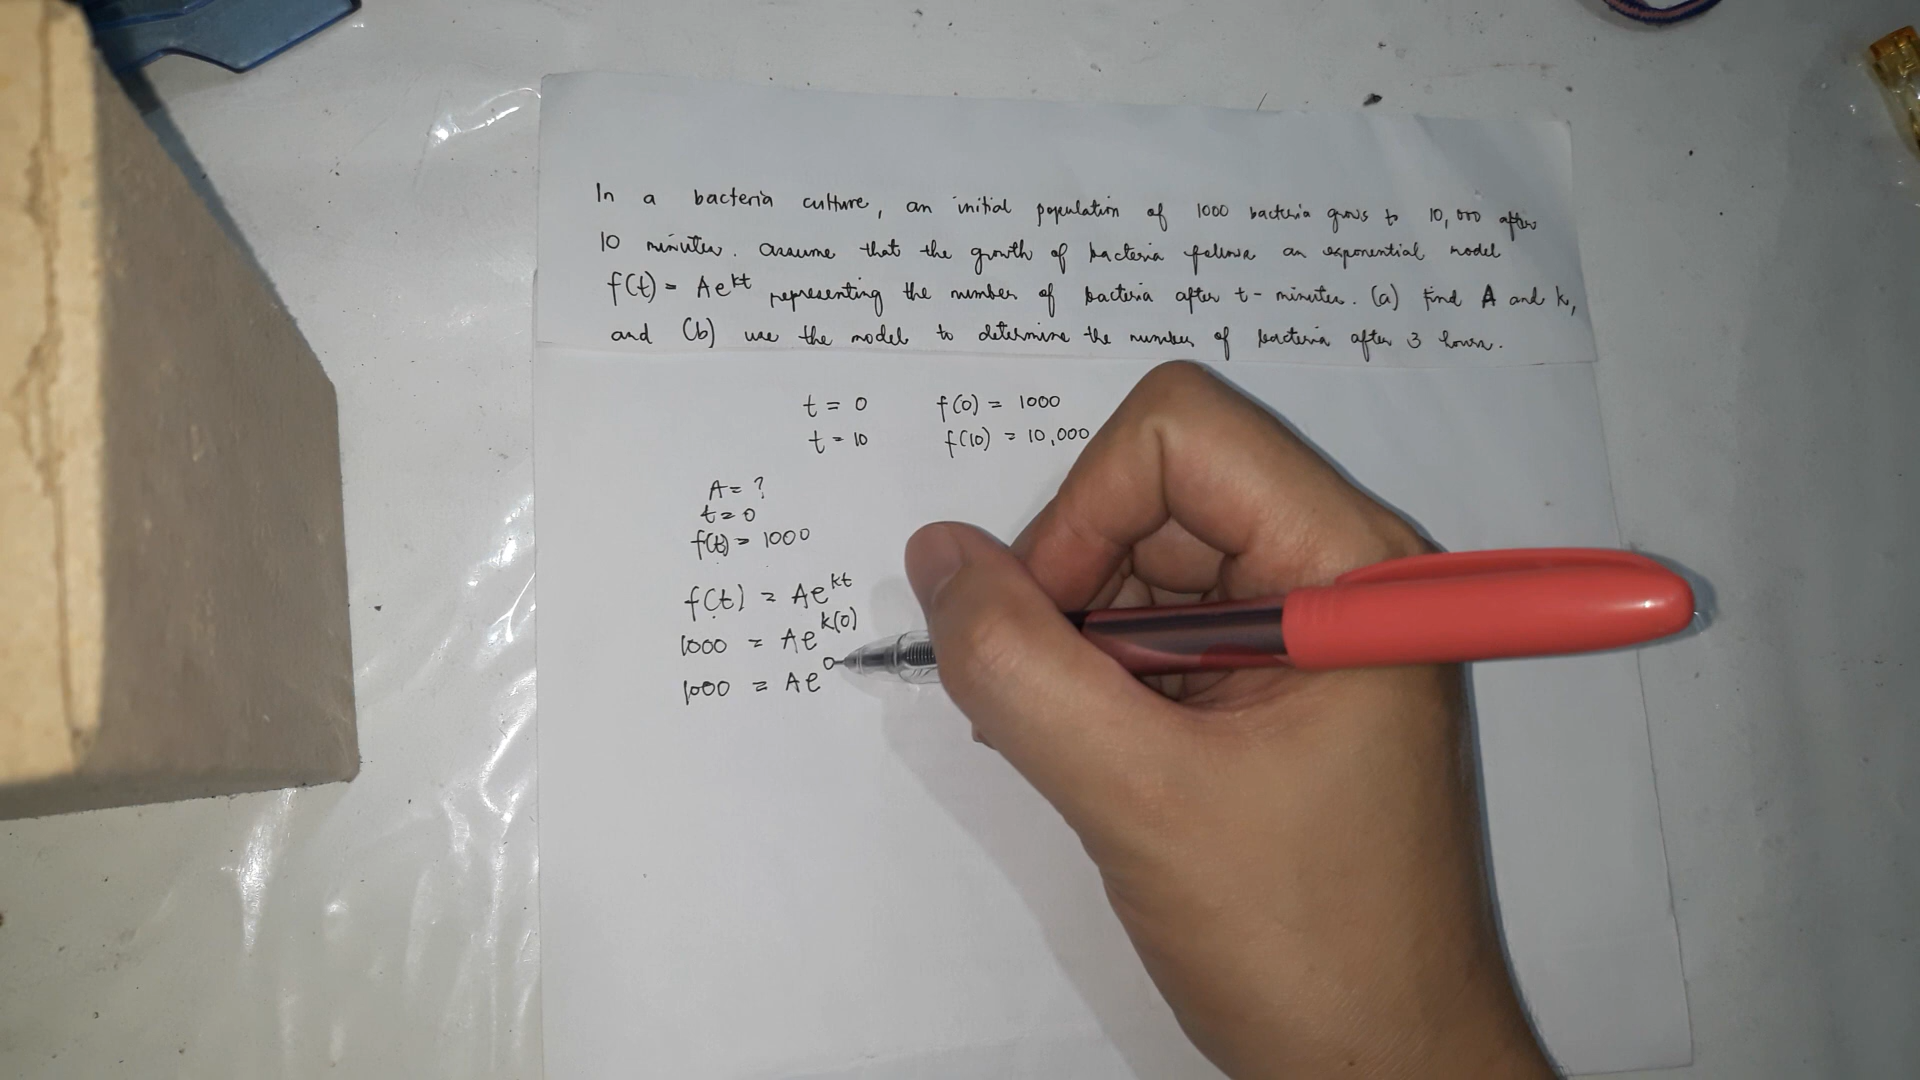 In a bacteria culture, an initial population of 1000 bacteria grows to 10,000 after
10 minutes. Assume that the growth of bacteria follows an exponential model
f(t) = Ae^kt representing the number of bacteria after t-minutes. (a) Find A and k,
and (b) use the model to determine the number of bacteria after 3 hours.
t = 0 f(0) = 1000
t = 10 f(10) = 10,000
A = ?
t = 0
f(t) = 1000
f(t) = Ae^kt
1000 = Ae^k(0)
1000 = Ae^0